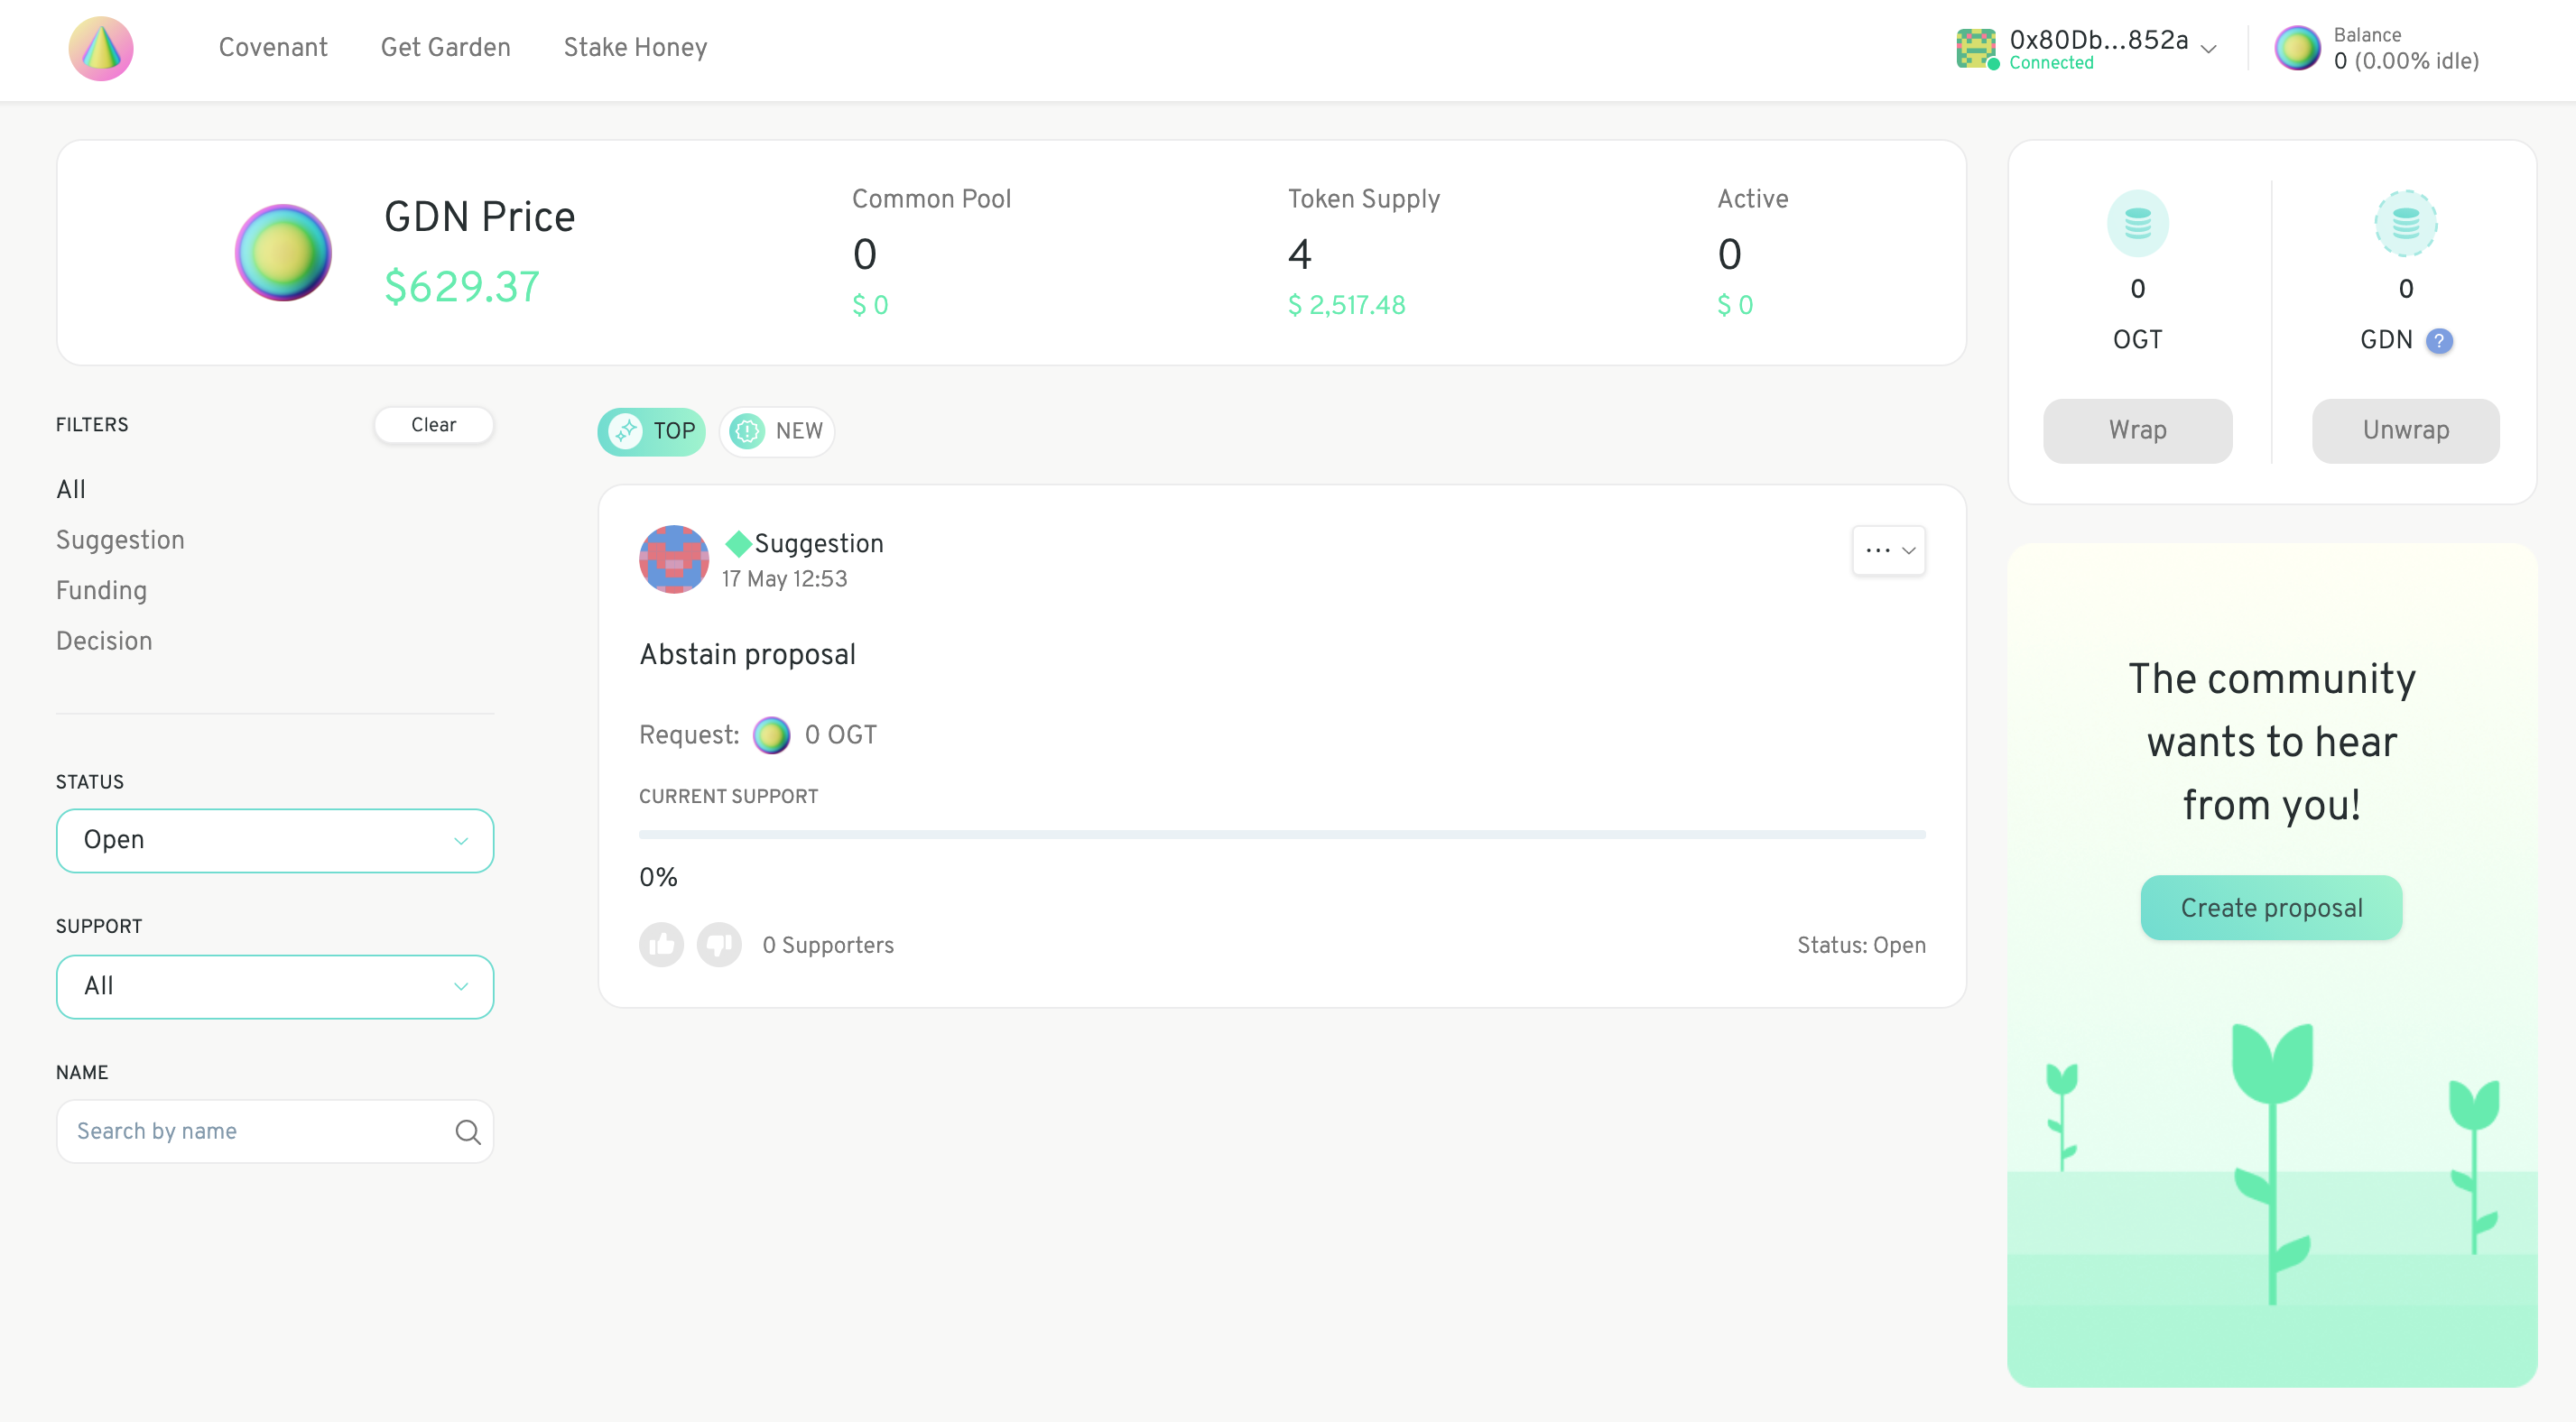 Covenant
Get Garden
Stake Honey
0x80Db...852a
Connected
Balance
0 (0.00% idle)
GDN Price
$629.37
Common Pool
0
$ 0
Token Supply
4
$ 2,517.48
Active
0
$ 0
0
OGT
Wrap
0
GDN ?
Unwrap
FILTERS
Clear
All
Suggestion
Funding
Decision
STATUS
Open
SUPPORT
All
NAME
Search by name
TOP
NEW
Suggestion
17 May 12:53
Abstain proposal
Request: 0 OGT
CURRENT SUPPORT
0%
0 Supporters
Status: Open
The community
wants to hear
from you!
Create proposal